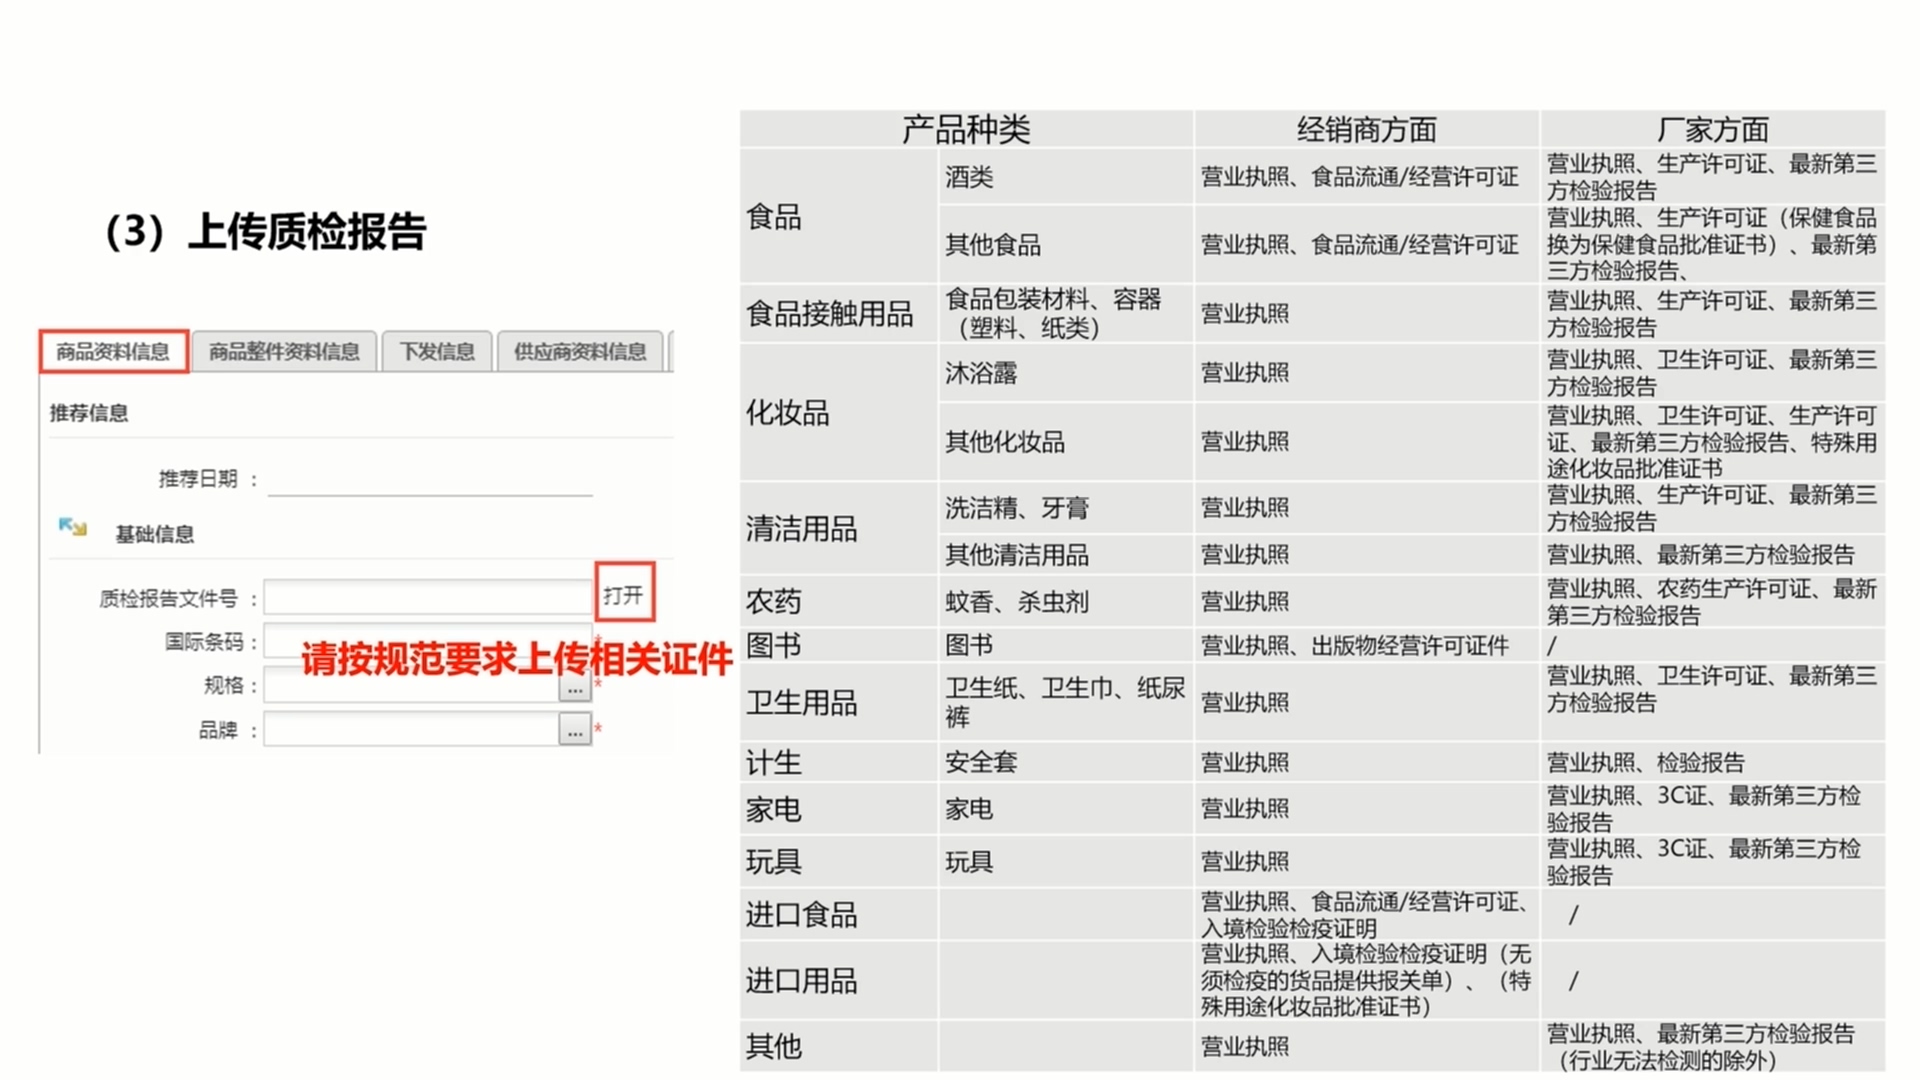 （3）上传质检报告
商品资料信息 商品整件资料信息 下发信息 供应商资料信息
推荐信息
推荐日期 ：
基础信息
质检报告文件号 ： 打开
国际条码 ： *
请按规范要求上传相关证件
规格 ： ... *
品牌 ： ... *
产品种类 经销商方面 厂家方面
食品
酒类 营业执照、食品流通/经营许可证
营业执照、生产许可证、最新第三
方检验报告
其他食品 营业执照、食品流通/经营许可证
营业执照、生产许可证（保健食品
换为保健食品批准证书）、最新第
三方检验报告、
食品接触用品
食品包装材料、容器
（塑料、纸类）
营业执照
营业执照、生产许可证、最新第三
方检验报告
化妆品
沐浴露 营业执照
营业执照、卫生许可证、最新第三
方检验报告
其他化妆品 营业执照
营业执照、卫生许可证、生产许可
证、最新第三方检验报告、特殊用
途化妆品批准证书
清洁用品
洗洁精、牙膏 营业执照
营业执照、生产许可证、最新第三
方检验报告
其他清洁用品 营业执照 营业执照、最新第三方检验报告
农药 蚊香、杀虫剂 营业执照
营业执照、农药生产许可证、最新
第三方检验报告
图书 图书 营业执照、出版物经营许可证件 /
卫生用品
卫生纸、卫生巾、纸尿
裤
营业执照
营业执照、卫生许可证、最新第三
方检验报告
计生 安全套 营业执照 营业执照、检验报告
家电 家电 营业执照
营业执照、3C证、最新第三方检
验报告
玩具 玩具 营业执照
营业执照、3C证、最新第三方检
验报告
进口食品
营业执照、食品流通/经营许可证、
入境检验检疫证明
/
进口用品
营业执照、入境检验检疫证明（无
须检疫的货品提供报关单）、（特
殊用途化妆品批准证书）
/
其他 营业执照
营业执照、最新第三方检验报告
（行业无法检测的除外）